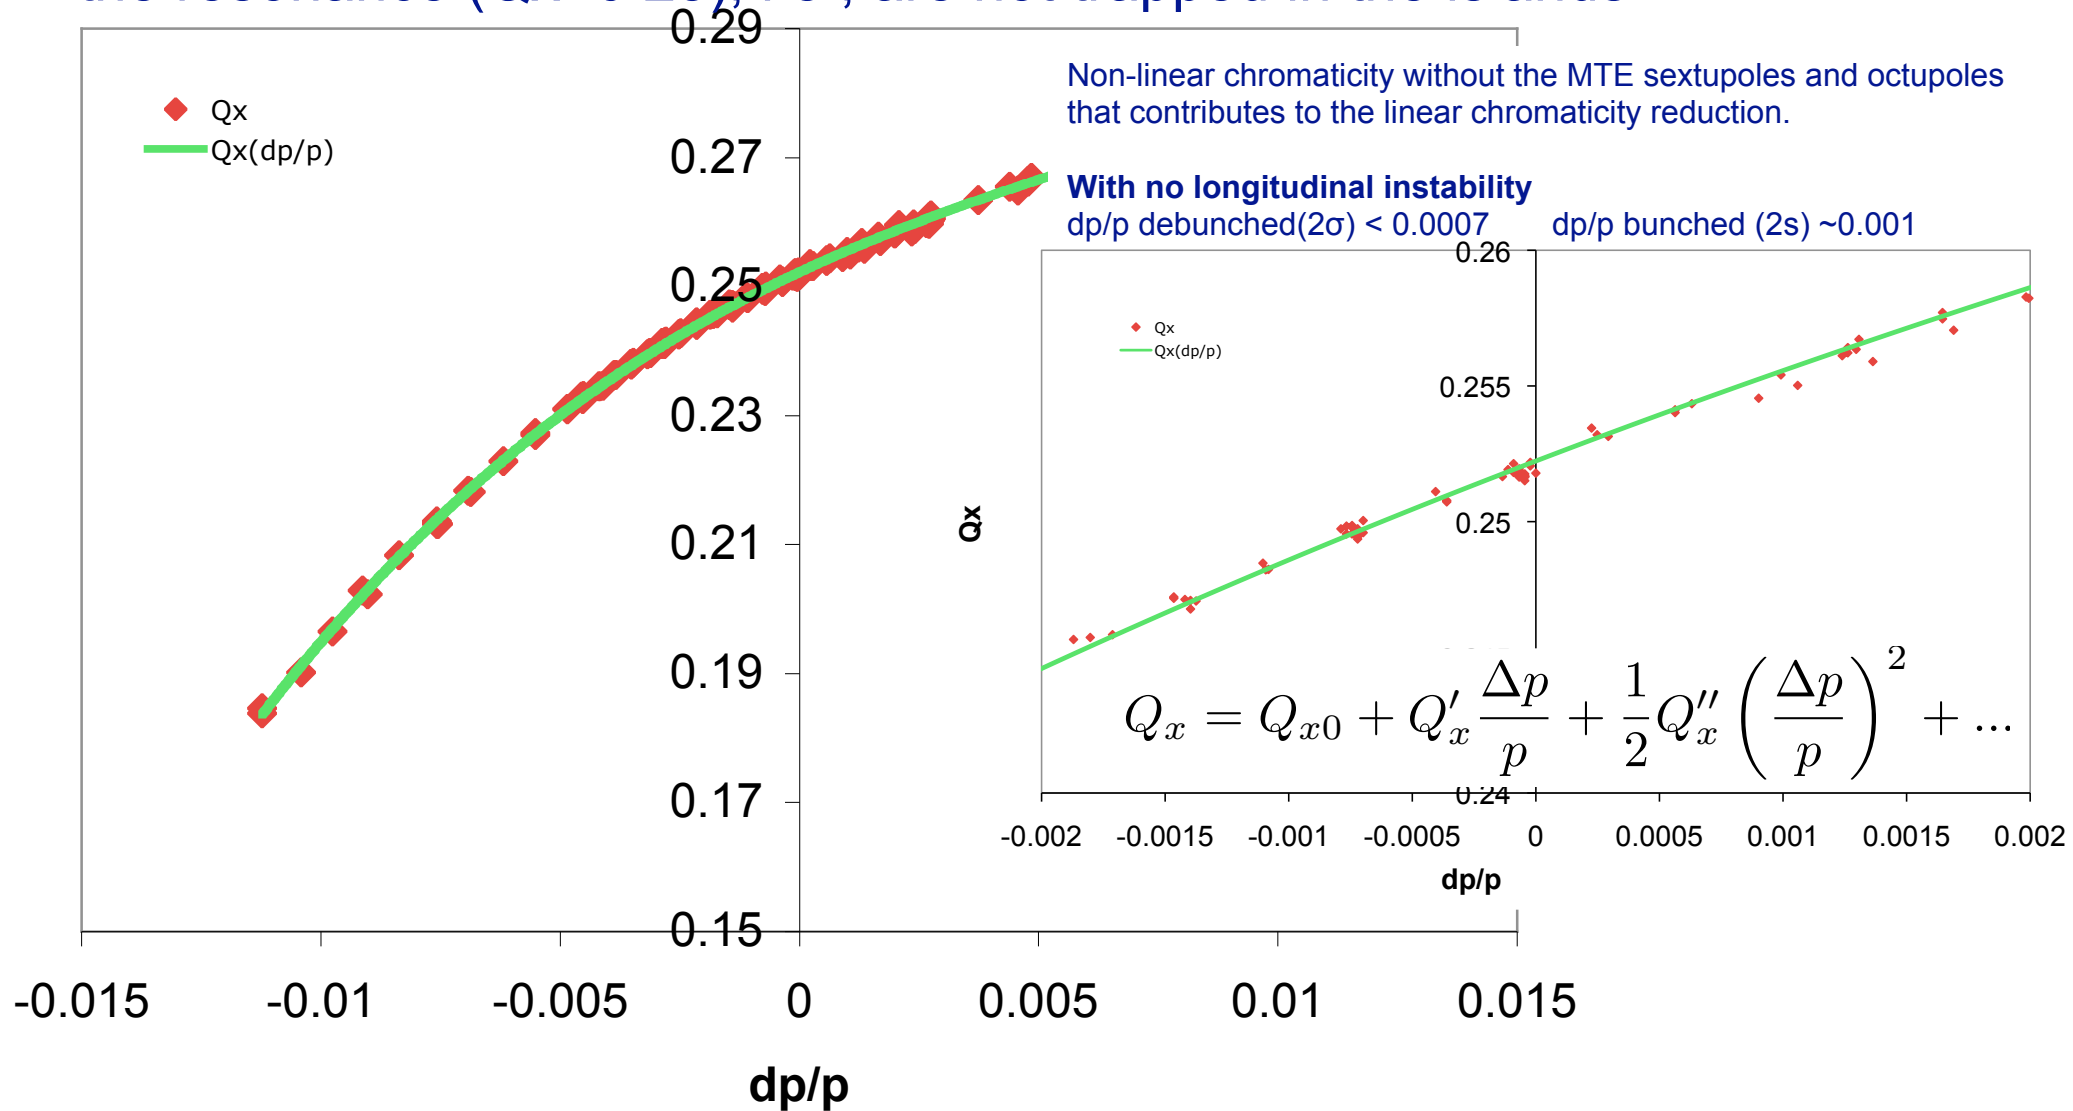 Non-linear chromaticity without the MTE sextupoles and octupoles
that contributes to the linear chromaticity reduction.
With no longitudinal instability
dp/p debunched(2σ) < 0.0007
dp/p bunched (2s) ~0.001
Qx
Qx(dp/p)
0.29
0.27
0.25
0.23
0.21
0.19
0.17
0.15
-0.015
-0.01
-0.005
0
0.005
0.01
0.015
dp/p
Qx
Qx(dp/p)
Qx
0.26
0.255
0.25
0.24
Q_x = Q_{x0} + Q'_x \frac{Δp}{p} + \frac{1}{2} Q''_x \left( \frac{Δp}{p} \right)^2 + ...
-0.002
-0.0015
-0.001
-0.0005
0
0.0005
0.001
0.0015
0.002
dp/p